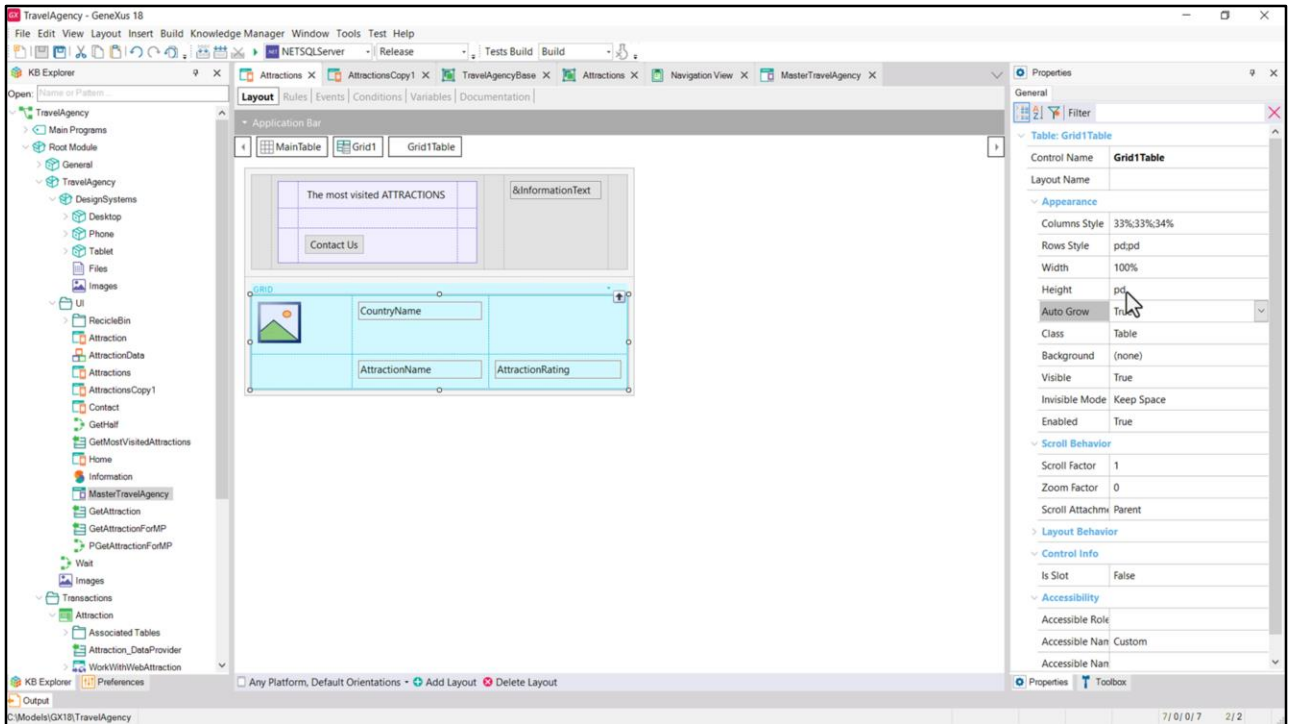 TravelAgency - GeneXus 18
File Edit View Layout Insert Build Knowledge Manager Window Tools Test Help
NETSQLServer Release Tests Build Build
KB Explorer
Open: Name or Pattern...
TravelAgency
Main Programs
Root Module
General
TravelAgency
DesignSystems
Desktop
Phone
Tablet
Files
Images
UI
RecicleBin
Attraction
AttractionData
Attractions
AttractionsCopy1
Contact
GetHalf
GetMostVisitedAttractions
Home
Information
MasterTravelAgency
GetAttraction
GetAttractionForMP
PGetAttractionForMP
Wait
Images
Transactions
Attraction
Associated Tables
Attraction_DataProvider
WorkWithWebAttraction
KB Explorer Preferences
Output
C:\Models\GX18\TravelAgency
Attractions X AttractionsCopy1 X TravelAgencyBase X Attractions X Navigation View X MasterTravelAgency X
Layout Rules Events Conditions Variables Documentation
Application Bar
MainTable Grid1 Grid1Table
The most visited ATTRACTIONS
&InformationText
Contact Us
GRID
CountryName
AttractionName AttractionRating
Any Platform, Default Orientations Add Layout Delete Layout
Properties
General
Filter
Table: Grid1Table
Control Name Grid1Table
Layout Name
Appearance
Columns Style 33%;33%;34%
Rows Style pd;pd
Width 100%
Height pd
Auto Grow True
Class Table
Background (none)
Visible True
Invisible Mode Keep Space
Enabled True
Scroll Behavior
Scroll Factor 1
Zoom Factor 0
Scroll Attachme Parent
Layout Behavior
Control Info
Is Slot False
Accessibility
Accessible Role
Accessible Nam Custom
Accessible Nam
Properties Toolbox
7/0/0/7 2/2